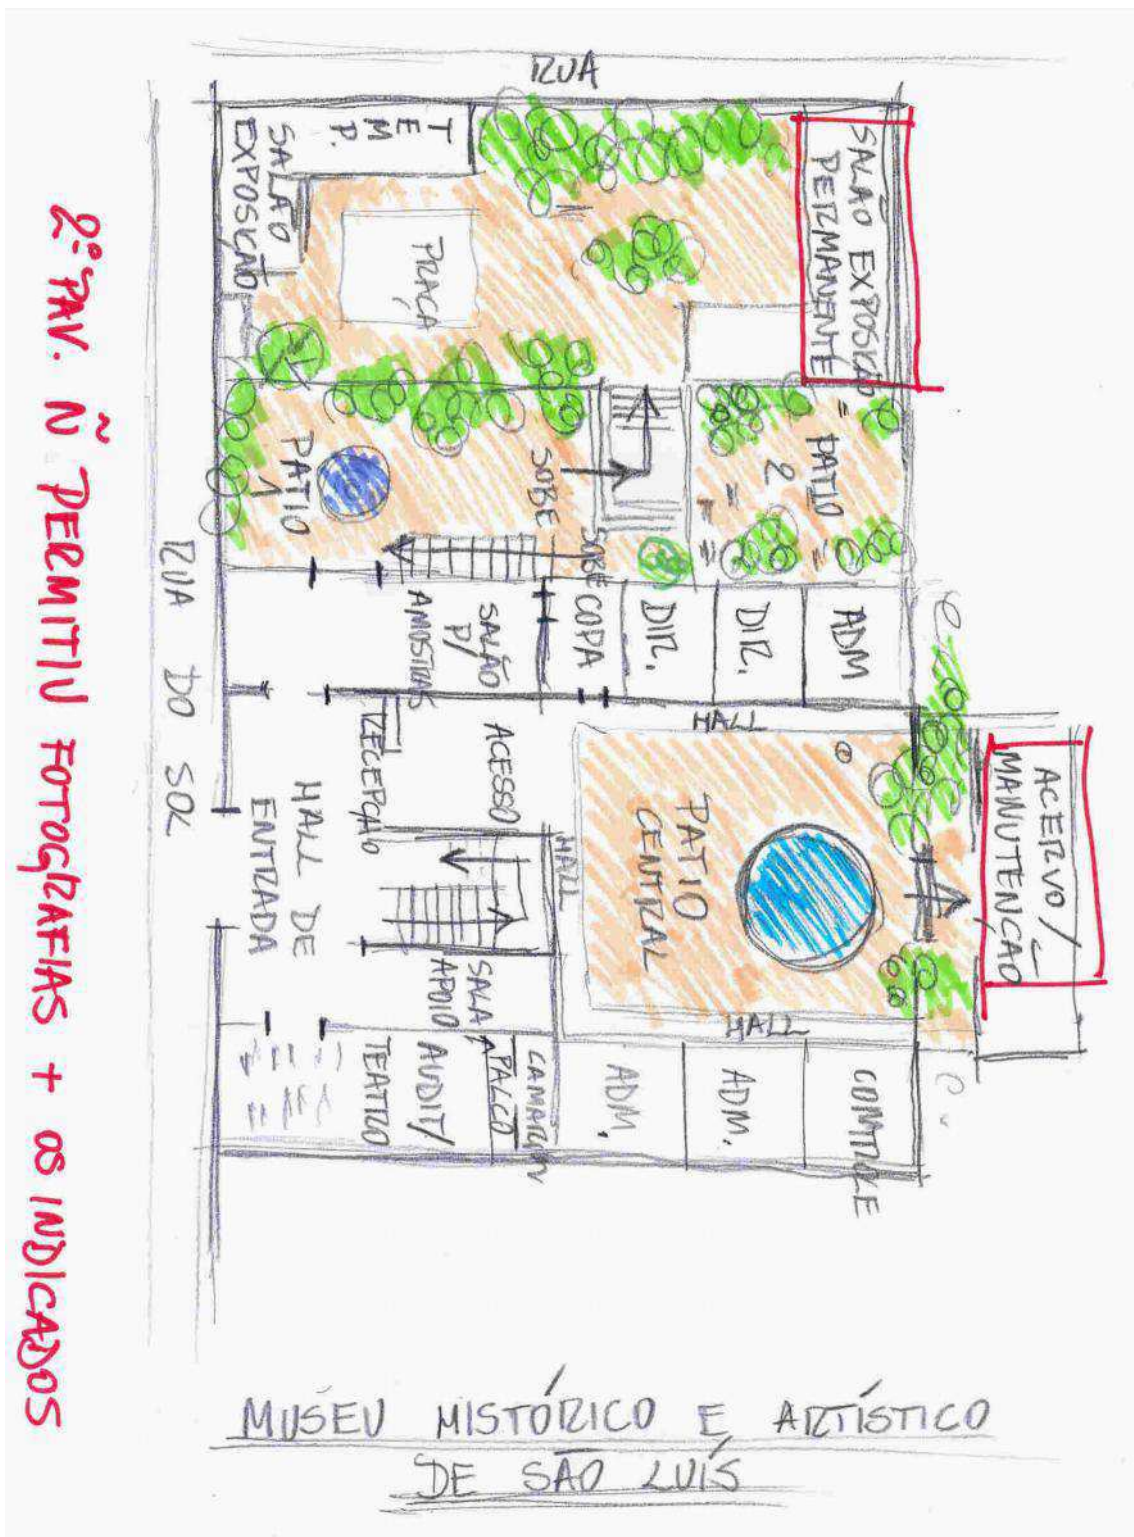 RUA
TEMP.
SALÃO
EXPOSIÇÃO
SALÃO EXPOSIÇÃO
PERMANENTE
PRAÇA
PATIO
1
SOBE
PATIO
2
SOBE
SALÃO
P/
AMOSTRAS
COPA
DIR.
DIR.
ADM
RUA DO SOL
HALL
ACESSO
RECEPÇÃO
HALL DE
ENTRADA
HALL
PATIO
CENTRAL
ACERVO/
MANUTENÇÃO
SALA
APOIO
HALL
CAMARIN
PALCO
AUDIT/
TEATRO
ADM.
ADM.
CONTROLE
2º PAV. Ñ PERMITIU FOTOGRAFIAS + OS INDICADOS
MUSEU HISTÓRICO E ARTÍSTICO
DE SÃO LUÍS